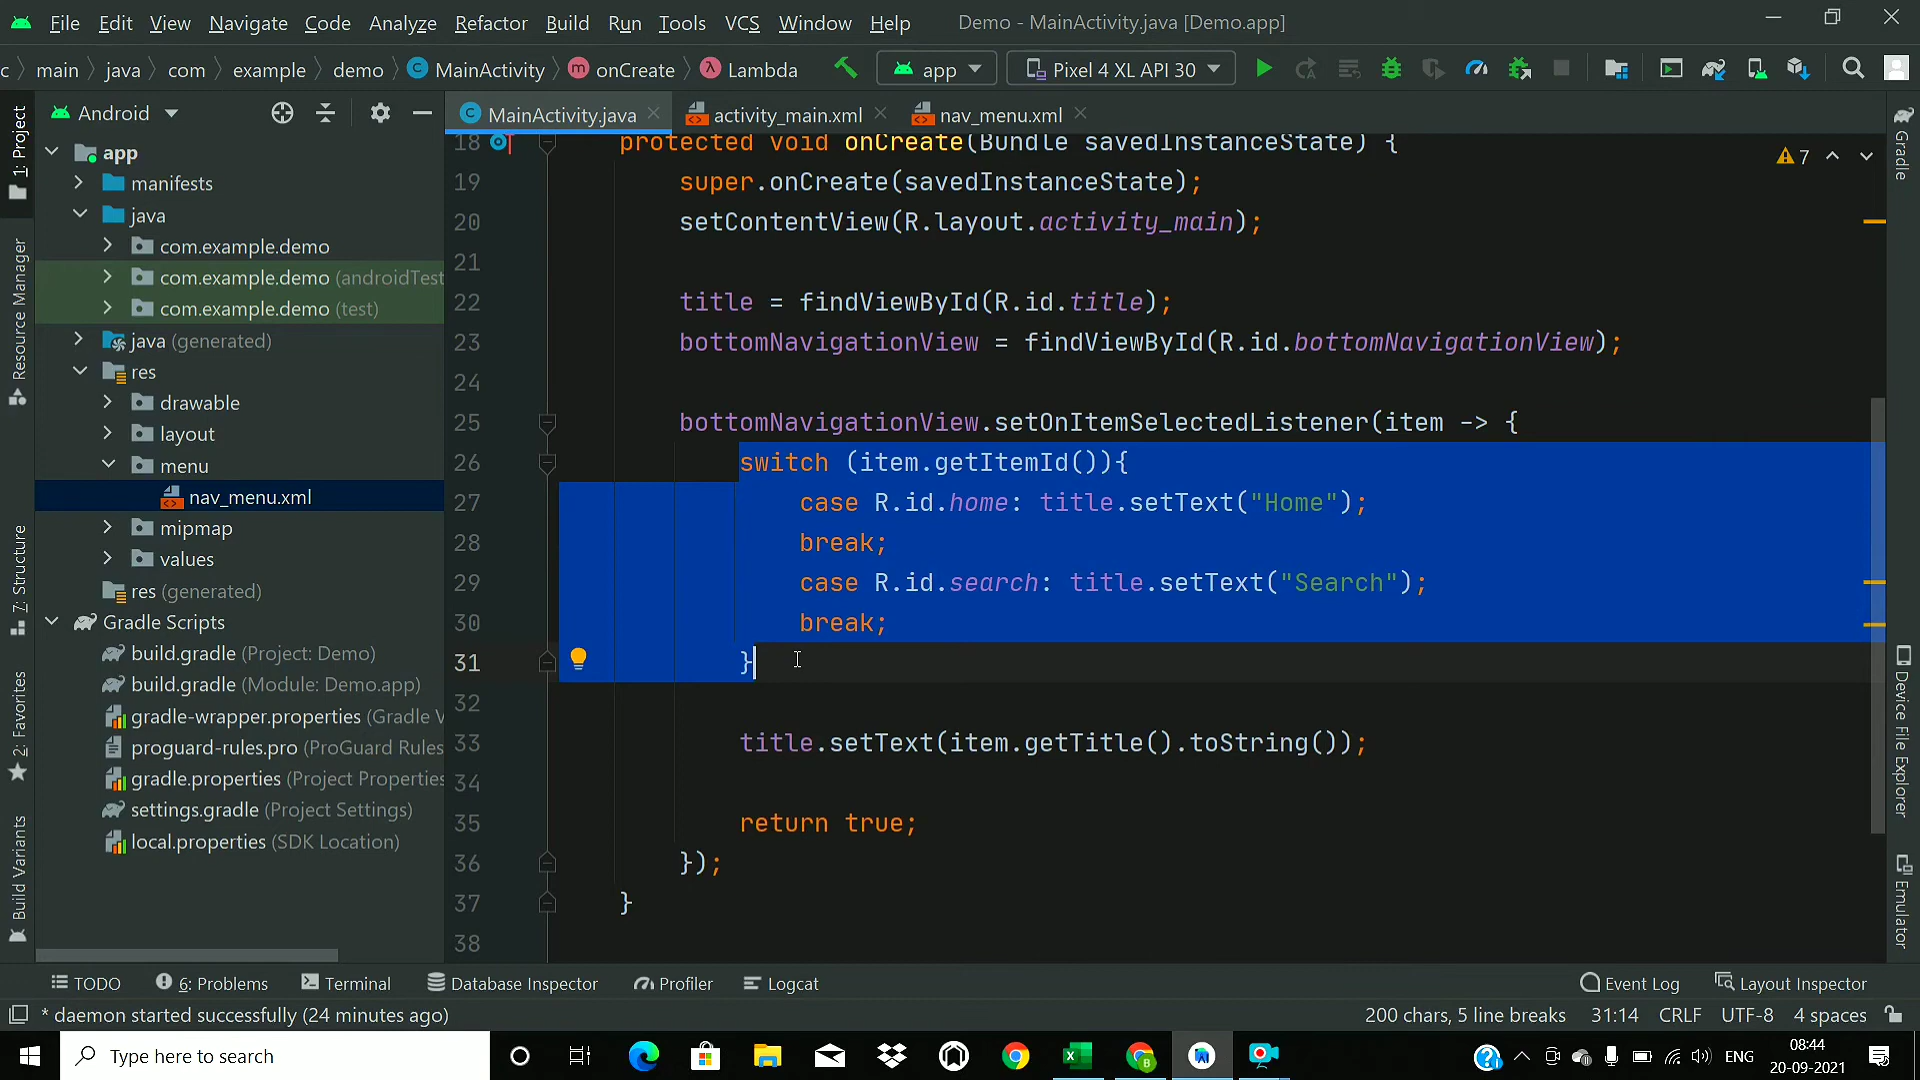 File Edit View Navigate Code Analyze Refactor Build Run Tools VCS Window Help Demo - MainActivity.java [Demo.app]
c main java com example demo MainActivity onCreate Lambda app Pixel 4 XL API 30
Android MainActivity.java activity_main.xml nav_menu.xml
1: Project
Resource Manager
7: Structure
2: Favorites
Build Variants
app
manifests
java
com.example.demo
com.example.demo (androidTest
com.example.demo (test)
java (generated)
res
drawable
layout
menu
nav_menu.xml
mipmap
values
res (generated)
Gradle Scripts
build.gradle (Project: Demo)
build.gradle (Module: Demo.app)
gradle-wrapper.properties (Gradle V
proguard-rules.pro (ProGuard Rules
gradle.properties (Project Properties
settings.gradle (Project Settings)
local.properties (SDK Location)
7
18 protected void onCreate(Bundle savedInstanceState) {
19 super.onCreate(savedInstanceState);
20 setContentView(R.layout.activity_main);
21
22 title = findViewById(R.id.title);
23 bottomNavigationView = findViewById(R.id.bottomNavigationView);
24
25 bottomNavigationView.setOnItemSelectedListener(item -> {
26 switch (item.getItemId()){
27 case R.id.home: title.setText("Home");
28 break;
29 case R.id.search: title.setText("Search");
30 break;
31 }
32
33 title.setText(item.getTitle().toString());
34
35 return true;
36 });
37 }
38
Gradle
Device File Explorer
Emulator
TODO 6: Problems Terminal Database Inspector Profiler Logcat Event Log Layout Inspector
* daemon started successfully (24 minutes ago) 200 chars, 5 line breaks 31:14 CRLF UTF-8 4 spaces
Type here to search ENG 08:44
20-09-2021